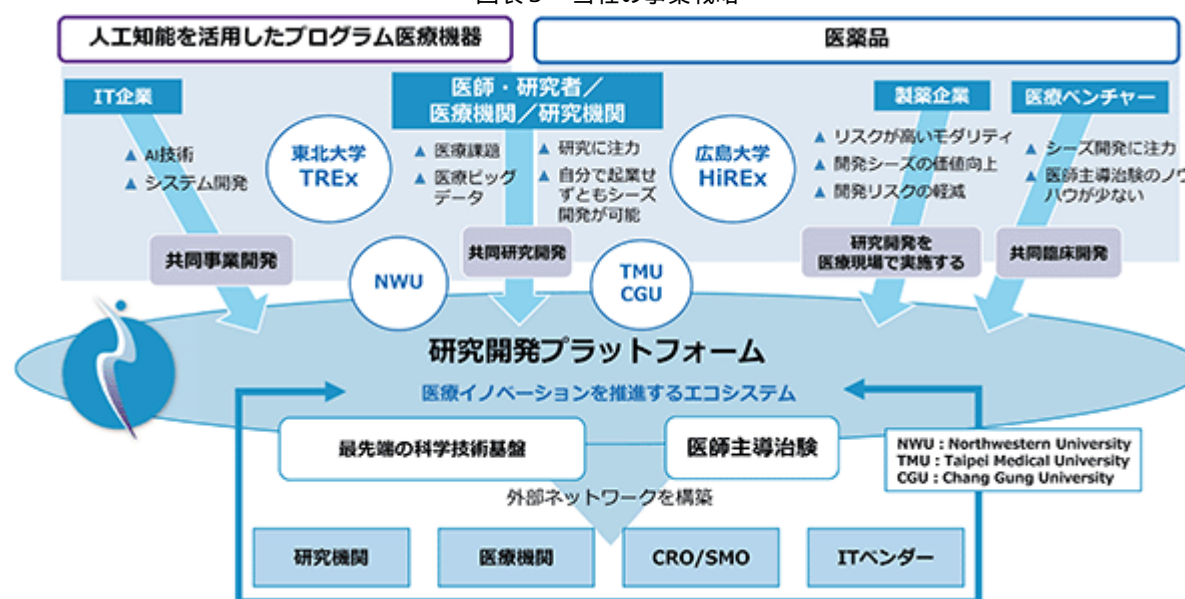 人工知能を活用したプログラム医療機器
医薬品
IT企業
▲ AI技術
▲ システム開発
共同事業開発
東北大学
TREx
医師・研究者／
医療機関／研究機関
▲ 医療課題
▲ 医療ビッグ
データ
▲ 研究に注力
▲ 自分で起業せ
ずともシーズ
開発が可能
共同研究開発
広島大学
HiREx
製薬企業
▲ リスクが高いモダリティ
▲ 開発シーズの価値向上
▲ 開発リスクの軽減
研究開発を
医療現場で実施する
医療ベンチャー
▲ シーズ開発に注力
▲ 医師主導治験のノウ
ハウが少ない
共同臨床開発
NWU
TMU
CGU
研究開発プラットフォーム
医療イノベーションを推進するエコシステム
最先端の科学技術基盤
医師主導治験
NWU : Northwestern University
TMU : Taipei Medical University
CGU : Chang Gung University
外部ネットワークを構築
研究機関
医療機関
CRO/SMO
ITベンダー